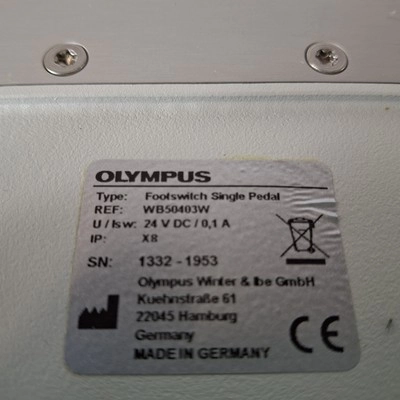 OLYMPUS
Type: Footswitch Single Pedal
REF: WB50403W
U / Isw: 24 V DC / 0,1 A
IP: X8
SN: 1332 - 1953
Olympus Winter & Ibe GmbH
Kuehnstraße 61
22045 Hamburg
Germany
MADE IN GERMANY
CE